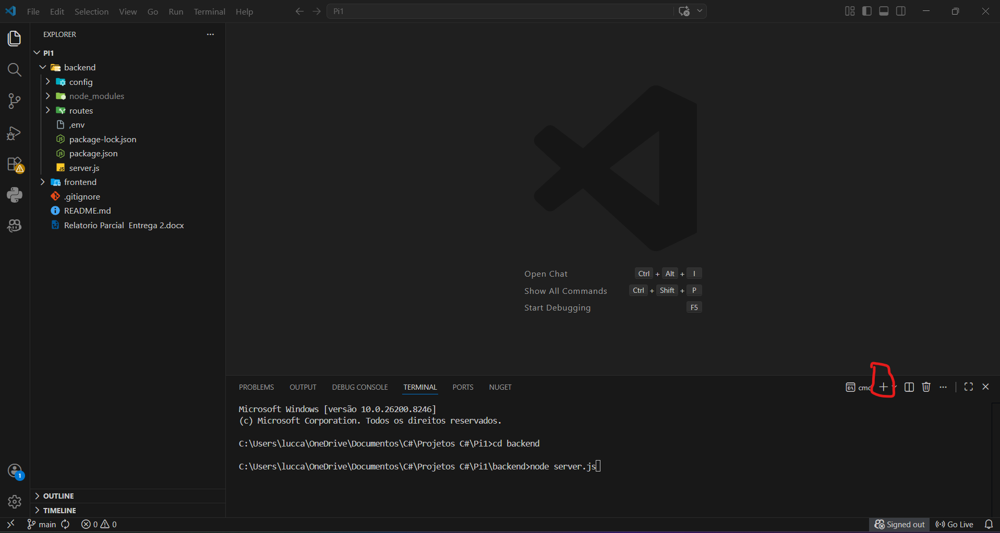 File Edit Selection View Go Run Terminal Help
Pi1
EXPLORER
PI1
backend
config
node_modules
routes
,env
package-lock.json
package.json
server.js
frontend
.gitignore
README.md
Relatorio Parcial  Entrega 2.docx
Open Chat Ctrl + Alt + I
Show All Commands Ctrl + Shift + P
Start Debugging F5
PROBLEMS OUTPUT DEBUG CONSOLE TERMINAL PORTS NUGET
cmd
Microsoft Windows [versão 10.0.26200.8246]
(c) Microsoft Corporation. Todos os direitos reservados.
C:\Users\lucca\OneDrive\Documentos\C#\Projetos C#\Pi1>cd backend
C:\Users\lucca\OneDrive\Documentos\C#\Projetos C#\Pi1\backend>node server.js
1
OUTLINE
TIMELINE
main 0 0
Signed out Go Live